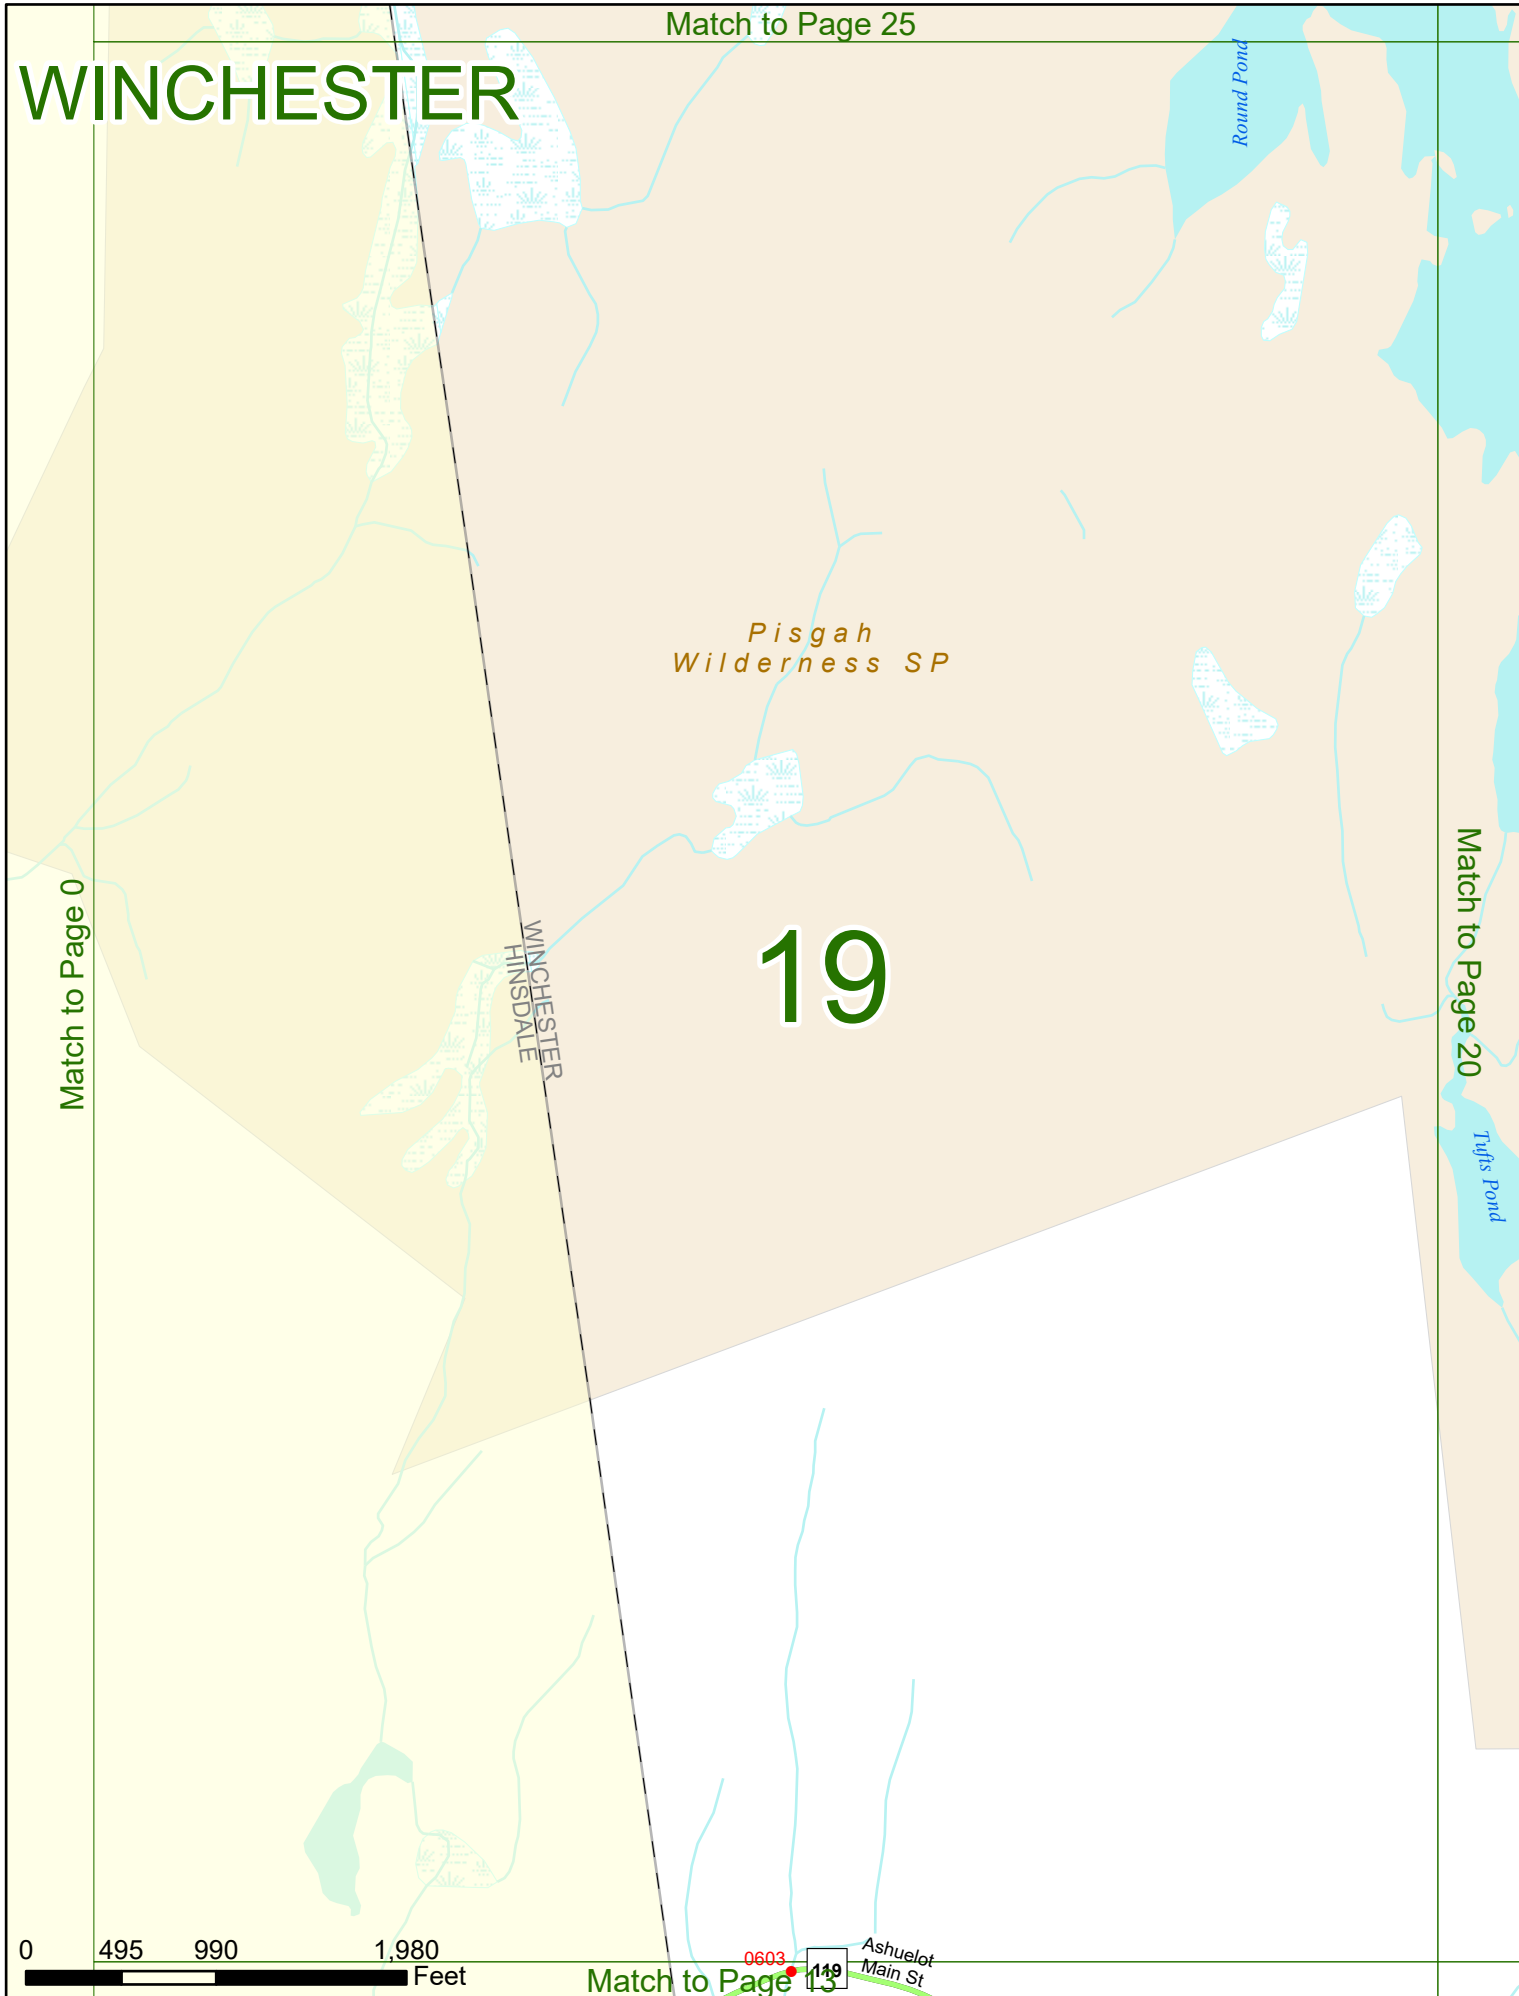 Match to Page 25
WINCHESTER
Round Pond
Pisgah
Wilderness SP
Match to Page 0
WINCHESTER
HINSDALE
19
Match to Page 20
Tufts Pond
0 495 990 1,980
Feet
0603
119
Ashuelot
Main St
Match to Page 13